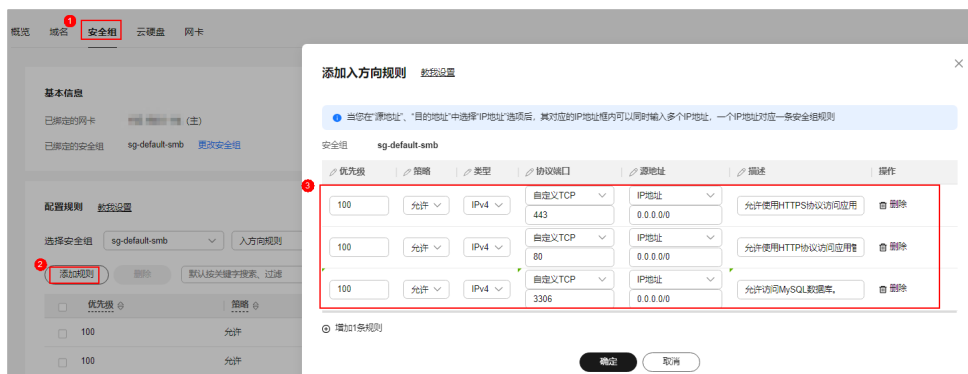 概览 域名 安全组 云硬盘 网卡
1
基本信息
已绑定的网卡 (主)
已绑定的安全组 sg-default-smb 更改安全组
配置规则 教我设置
选择安全组 sg-default-smb 入方向规则
2
添加规则 删除 默认按关键字搜索、过滤
优先级 策略
100 允许
100 允许
添加入方向规则 教我设置
当您在“源地址”、“目的地址”中选择“IP地址”选项后，其对应的IP地址框内可以同时输入多个IP地址，一个IP地址对应一条安全组规则
安全组 sg-default-smb
优先级 策略 类型 协议端口 源地址 描述 操作
3
自定义TCP IP地址
100 允许 IPv4 允许使用HTTPS协议访问应用 删除
443 0.0.0.0/0
自定义TCP IP地址
100 允许 IPv4 允许使用HTTP协议访问应用 删除
80 0.0.0.0/0
自定义TCP IP地址
100 允许 IPv4 允许访问MySQL数据库。 删除
3306 0.0.0.0/0
增加1条规则
确定 取消